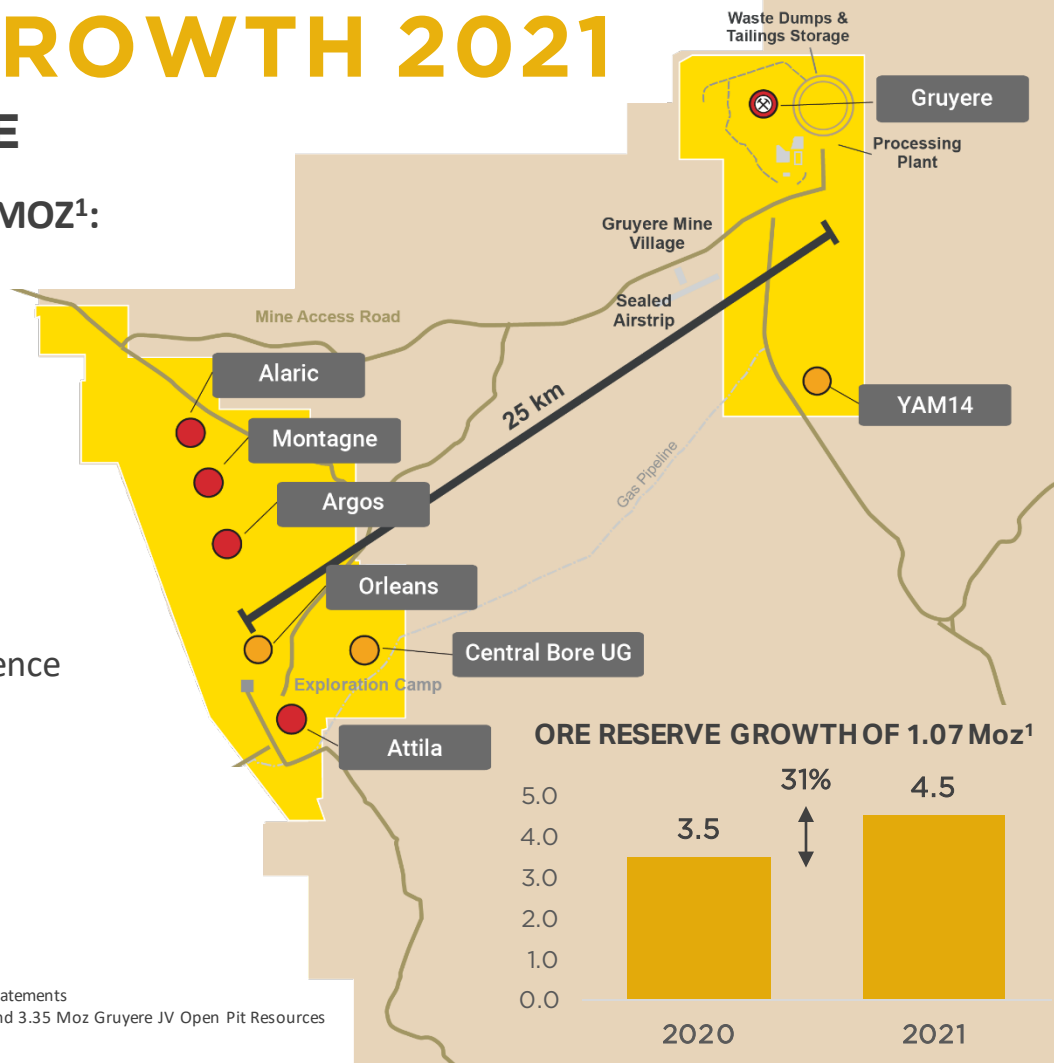 ROWTH 2021
E
MOZ¹:
ence
Waste Dumps &
Tailings Storage
Gruyere
Processing
Plant
Gruyere Mine
Village
Sealed
Airstrip
Mine Access Road
Alaric
Montagne
Argos
25 km
YAM14
Gas Pipeline
Orleans
Central Bore UG
Exploration Camp
Attila
ORE RESERVE GROWTH OF 1.07 Moz¹
31%
5.0
4.0
3.0
2.0
1.0
0.0
3.5
4.5
2020
2021
atements
nd 3.35 Moz Gruyere JV Open Pit Resources